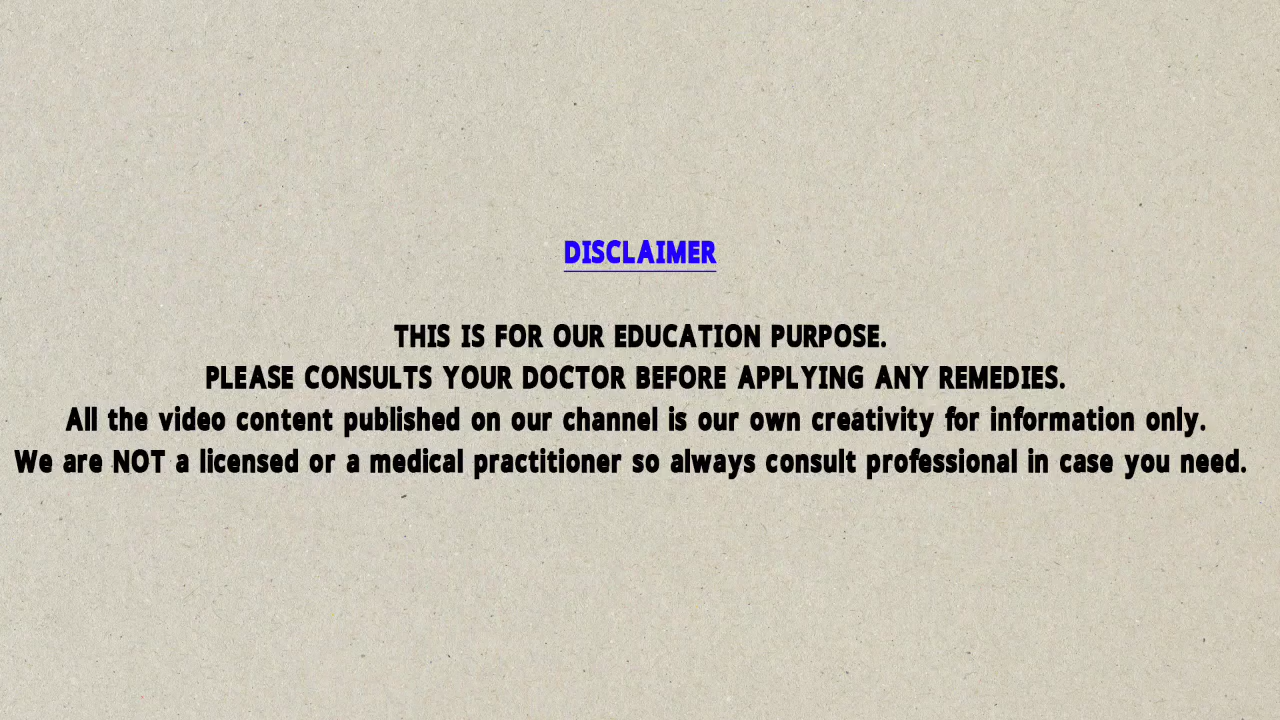 DISCLAIMER
THIS IS FOR OUR EDUCATION PURPOSE.
PLEASE CONSULTS YOUR DOCTOR BEFORE APPLYING ANY REMEDIES.
All the video content published on our channel is our own creativity for information only.
We are NOT a licensed or a medical practitioner so always consult professional in case you need.